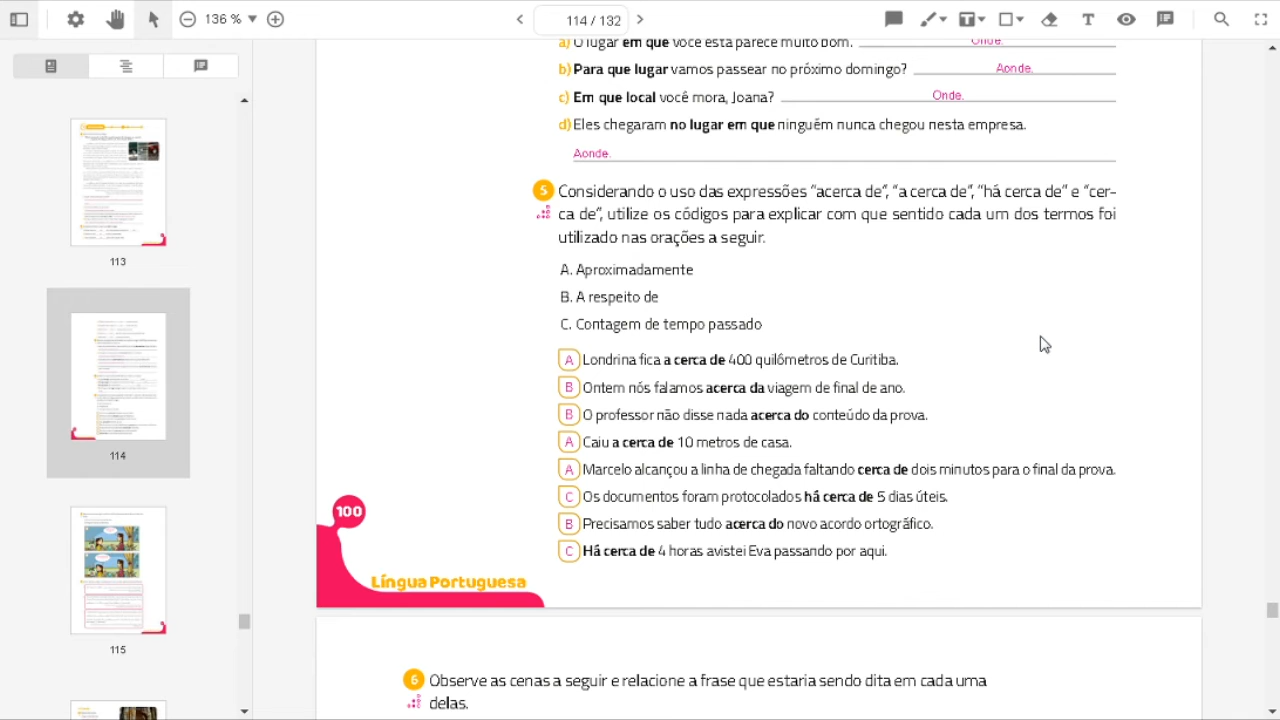 136 %
114 / 132
113
114
115
a) O lugar em que você está parece muito bom. Onde.
b) Para que lugar vamos passear no próximo domingo? Aonde.
c) Em que local você mora, Joana? Onde.
d) Eles chegaram no lugar em que ninguém nunca chegou nesta empresa.
Aonde
5 Considerando o uso das expressões "a cerca de", "acerca de", "há cerca de" e "cer-
ca de", utilize os códigos para explicar com que sentido cada um dos termos foi
utilizado nas orações a seguir.
A. Aproximadamente
B. A respeito de
contagem de tempo passado
A a cerca de 400 quilômetros de Curitiba.
B Ontem nós falamos acerca da viagem
B O professor não disse nada acerca do conteúdo da prova.
A Caiu a cerca de 10 metros de casa.
A Marcelo alcançou a linha de chegada faltando cerca de dois minutos para o final da prova.
C Os documentos foram protocolados há cerca de 5 dias úteis.
B Precisamos saber tudo acerca do novo acordo ortográfico.
C Há cerca de 4 horas avistei Eva passando por aqui.
100
Língua Portuguesa
6 Observe as cenas a seguir e relacione a frase que estaria sendo dita em cada uma
delas.